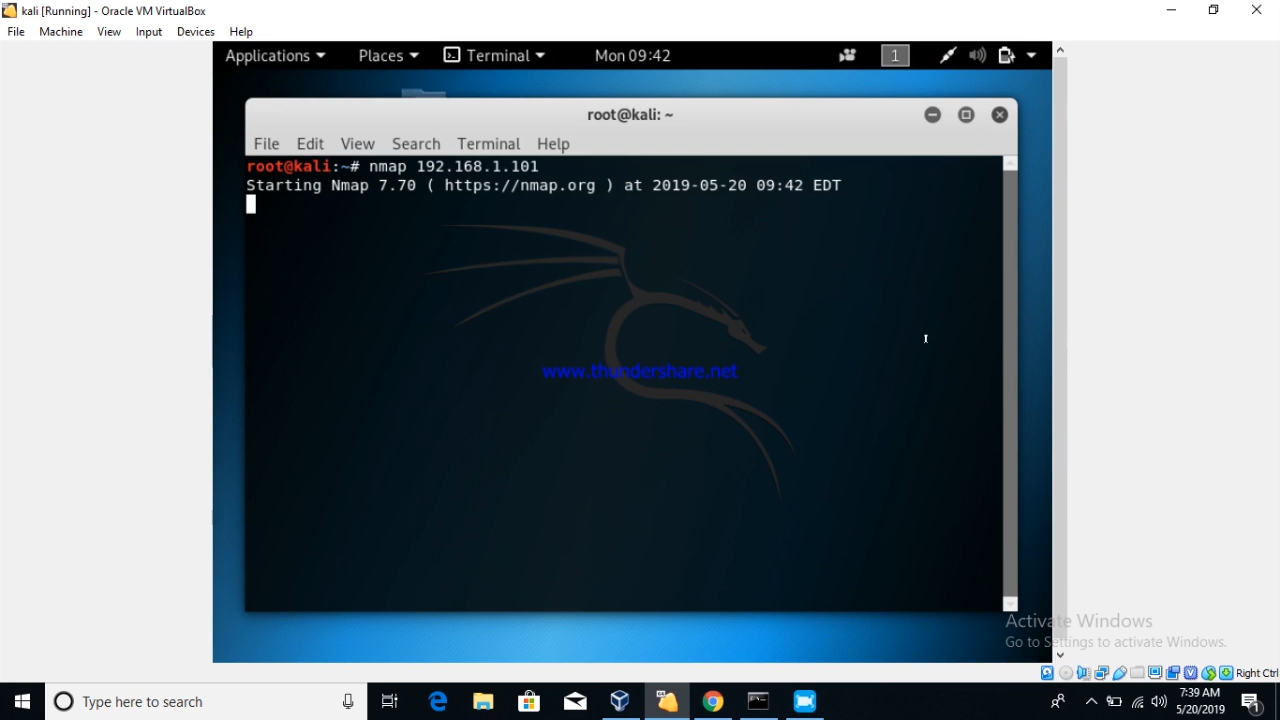 kali [Running] - Oracle VM VirtualBox
File Machine View Input Devices Help
Applications Places Terminal Mon 09:42 1
root@kali: ~
File Edit View Search Terminal Help
root@kali:~# nmap 192.168.1.101
Starting Nmap 7.70 ( https://nmap.org ) at 2019-05-20 09:42 EDT
www.thundershare.net
Activate Windows
Go to Settings to activate Windows.
Right Ctrl
Type here to search
7:39 AM
5/20/2019
1